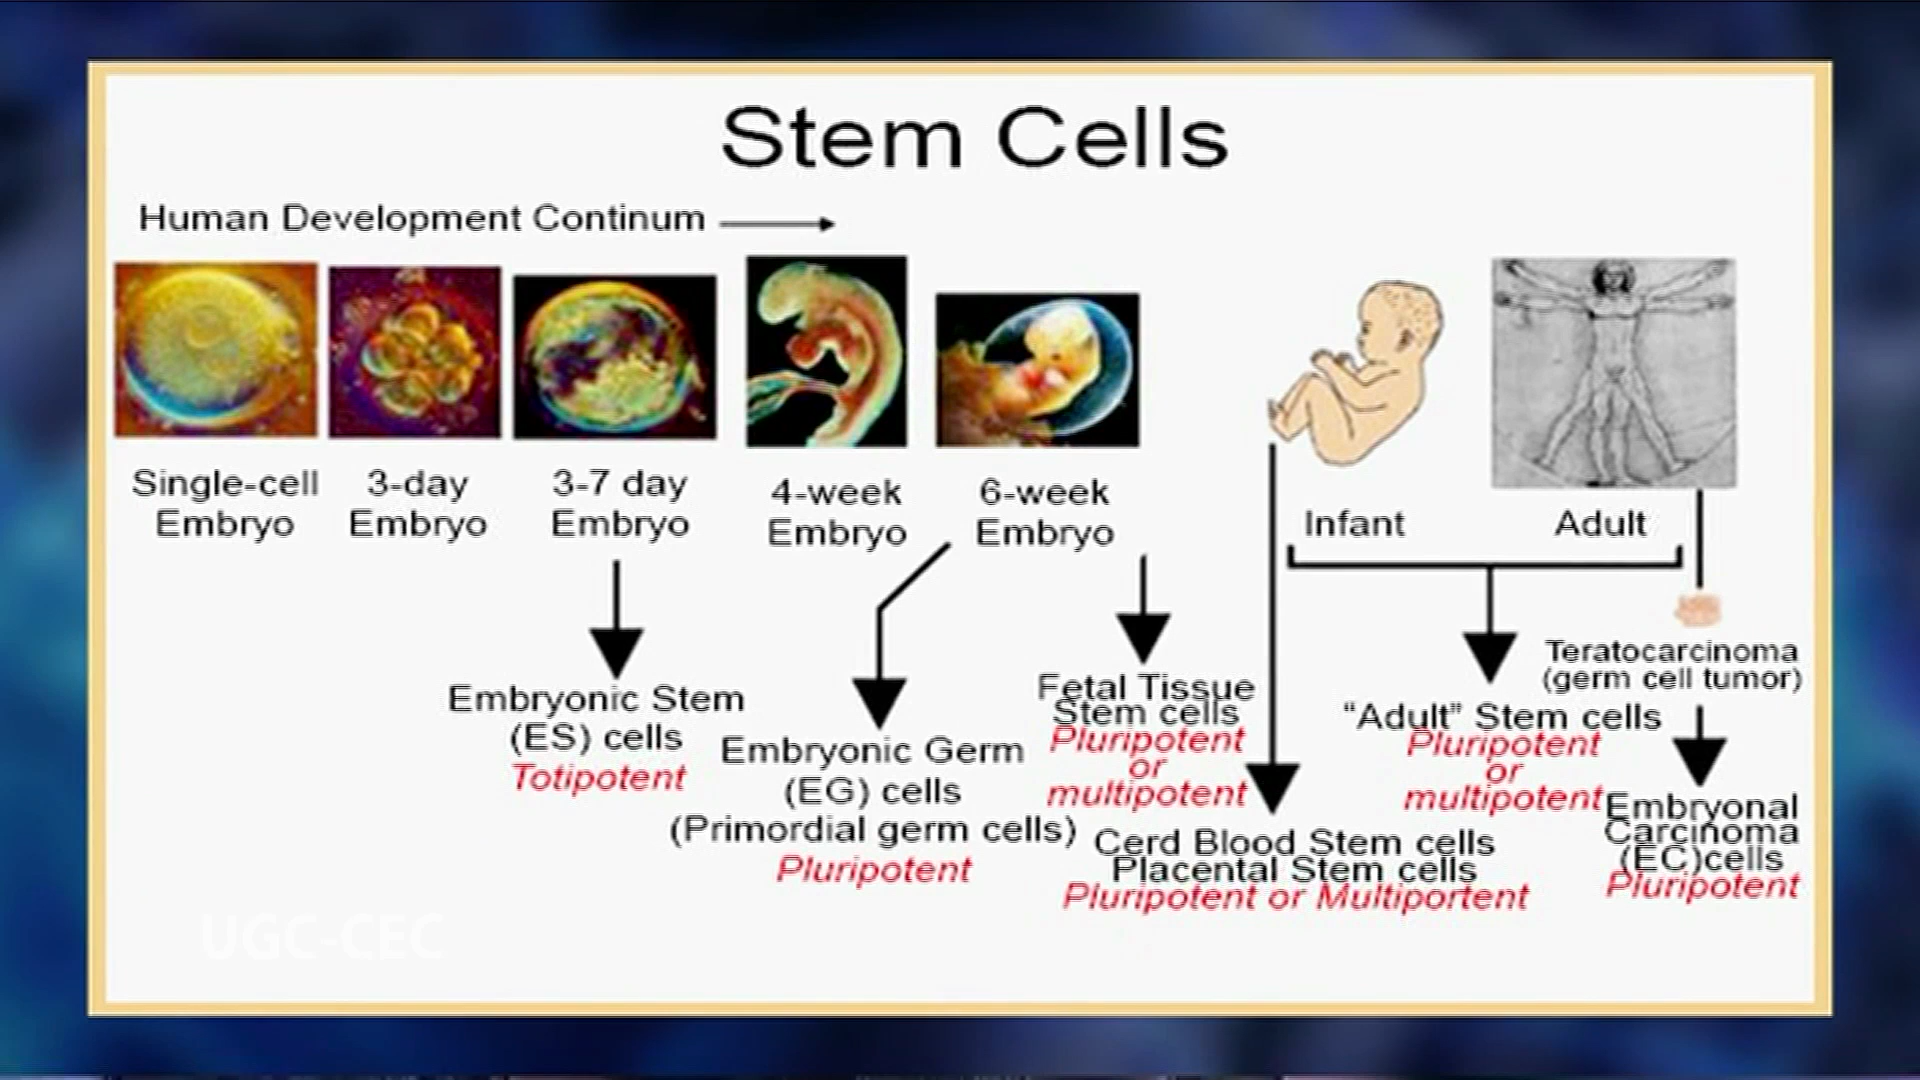 Stem Cells
Human Development Continum
Single-cell
Embryo
3-day
Embryo
3-7 day
Embryo
4-week
Embryo
6-week
Embryo
Infant
Adult
Embryonic Stem
(ES) cells
Totipotent
Embryonic Germ
(EG) cells
(Primordial germ cells)
Pluripotent
Fetal Tissue
Stem cells
Pluripotent
or
multipotent
Cerd Blood Stem cells
Placental Stem cells
Pluripotent or Multiportent
“Adult” Stem cells
Pluripotent
or
multipotent
Teratocarcinoma
(germ cell tumor)
Embryonal
Carcinoma
(EC)cells
Pluripotent
UGC-CEC